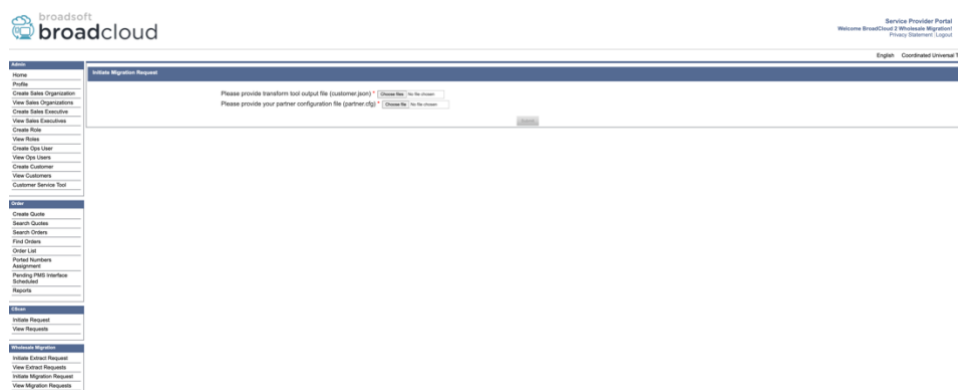 broadsoft
broadcloud
Service Provider Portal
Welcome BroadCloud 2 Wholesale Migration!
Privacy Statement | Logout
English Coordinated Universal T
Admin
Home
Profile
Create Sales Organization
View Sales Organizations
Create Sales Executive
View Sales Executives
Create Role
View Roles
Create Ops User
View Ops Users
Create Customer
View Customers
Customer Service Tool
Initiate Migration Request
Please provide transform tool output file (customer.json) * Choose files No file chosen
Please provide your partner configuration file (partner.cfg) * Choose file No file chosen
Submit
Order
Create Quote
Search Quotes
Search Orders
Find Orders
Order List
Ported Numbers
Assignment
Pending PMS Interface
Scheduled
Reports
Initiate Request
View Requests
Wholesale Migration
Initiate Extract Request
View Extract Requests
Initiate Migration Request
View Migration Requests